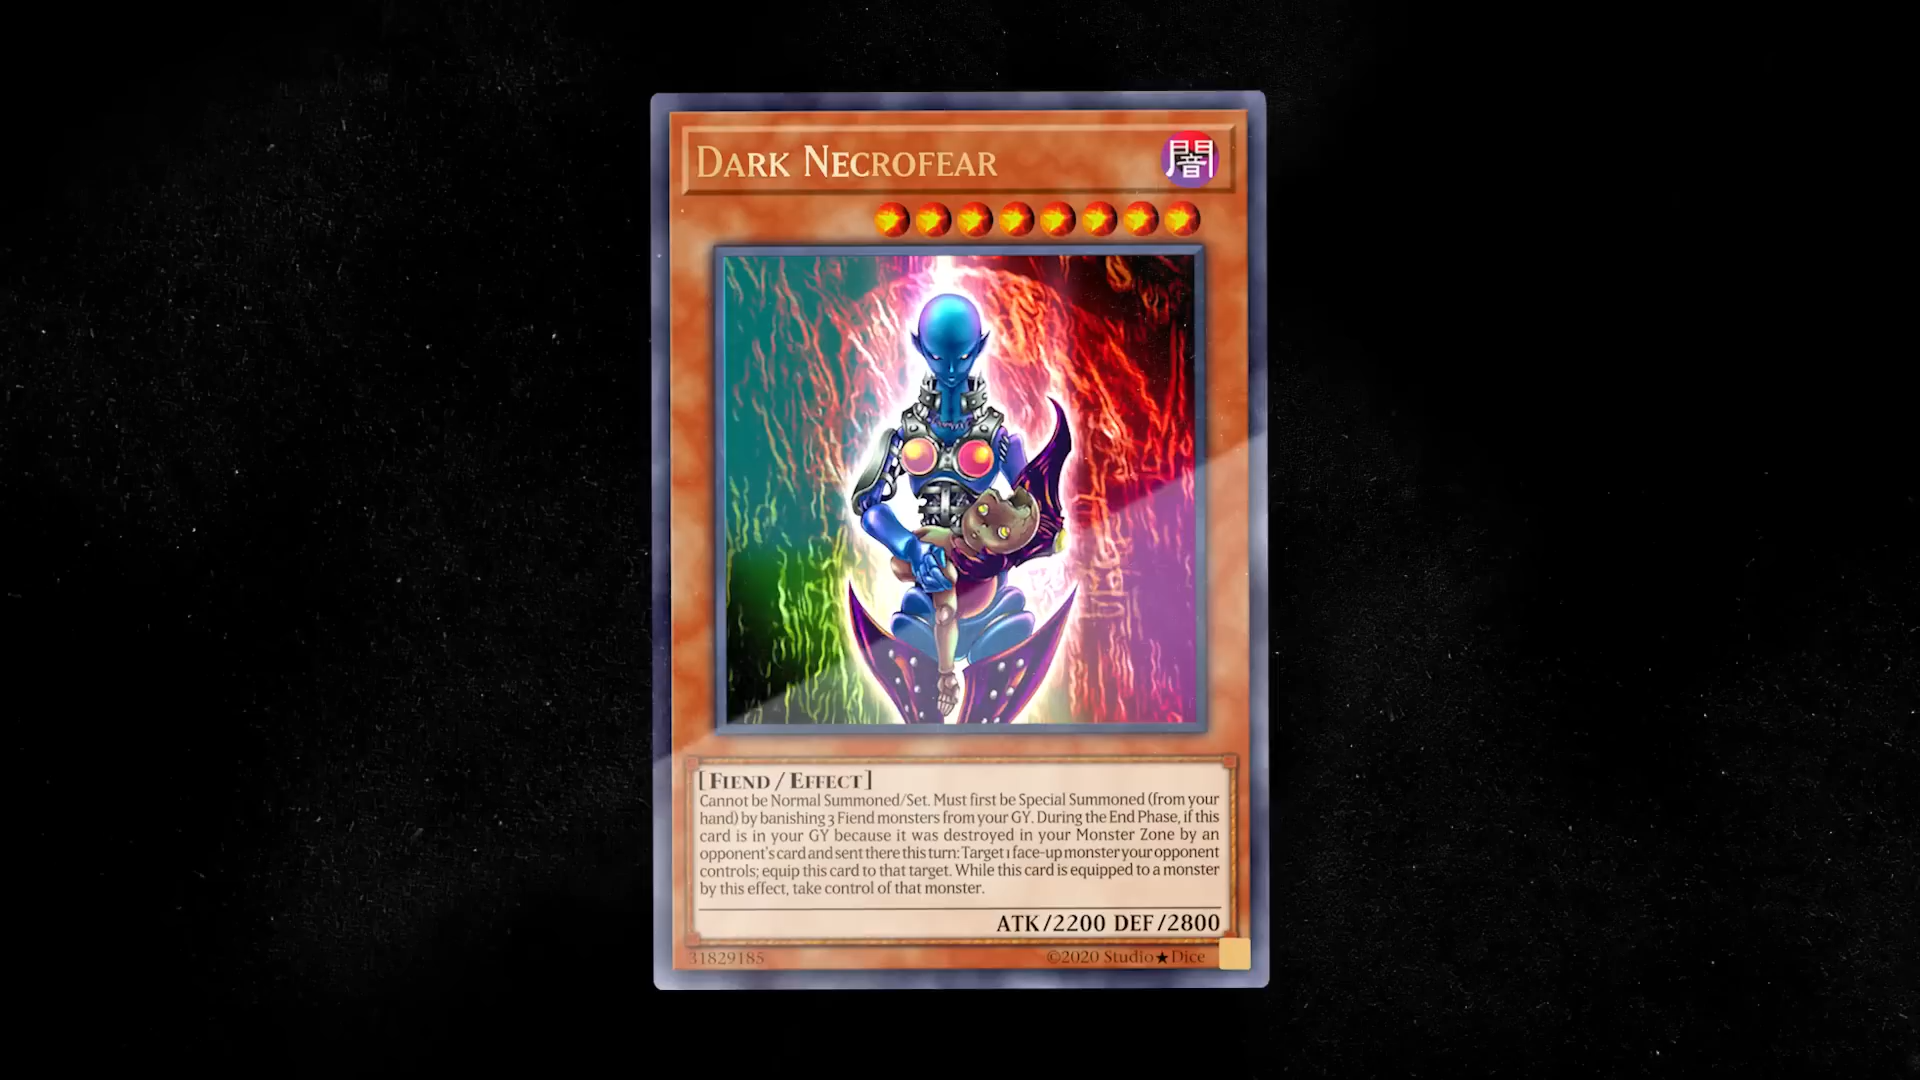 DARK NECROFEAR
闇
[FIEND / EFFECT]
Cannot be Normal Summoned/Set. Must first be Special Summoned (from your
hand) by banishing 3 Fiend monsters from your GY. During the End Phase, if this
card is in your GY because it was destroyed in your Monster Zone by an
opponent's card and sent there this turn: Target 1 face-up monster your opponent
controls; equip this card to that target. While this card is equipped to a monster
by this effect, take control of that monster.
ATK/2200 DEF/2800
31829185 ©2020 Studio★Dice